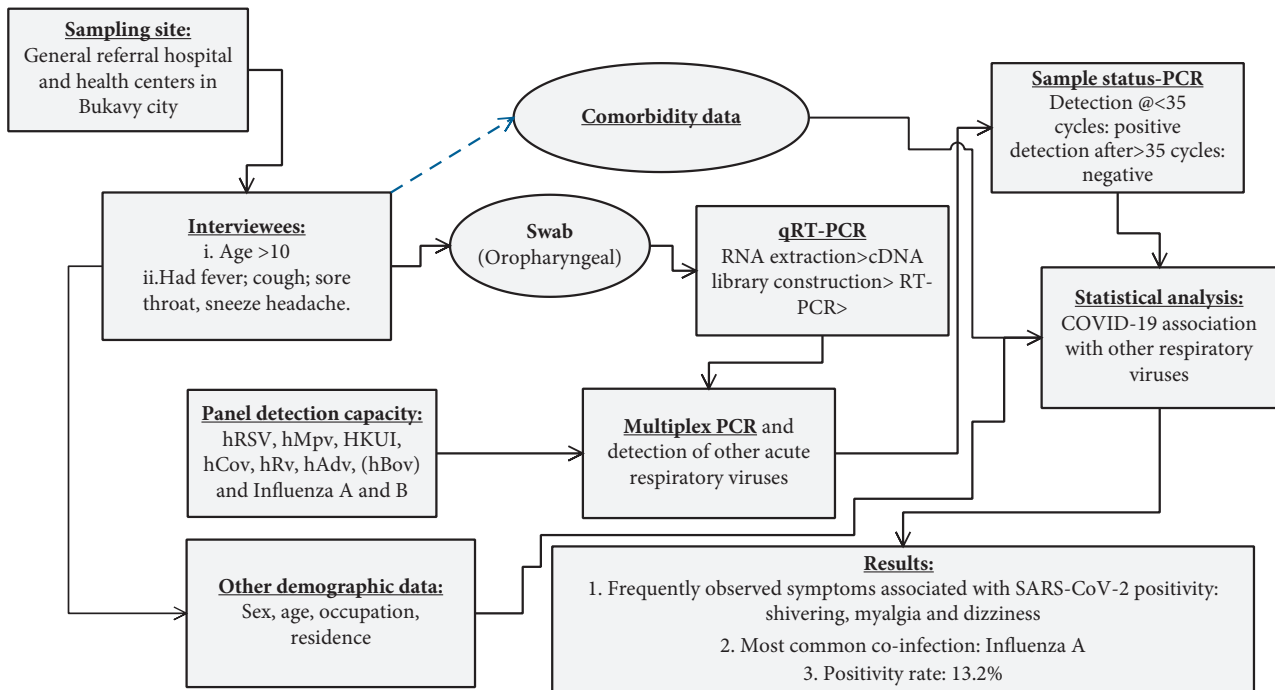 Sampling site:
General referral hospital
and health centers in
Bukavy city
Comorbidity data
Sample status-PCR
Detection @<35
cycles: positive
detection after>35 cycles:
negative
Interviewees:
i. Age >10
ii.Had fever; cough; sore
throat, sneeze headache.
Swab
(Oropharyngeal)
qRT-PCR
RNA extraction>cDNA
library construction> RT-
PCR>
Statistical analysis:
COVID-19 association
with other respiratory
viruses
Panel detection capacity:
hRSV, hMpv, HKUI,
hCov, hRv, hAdv, (hBov)
and Influenza A and B
Multiplex PCR and
detection of other acute
respiratory viruses
Other demographic data:
Sex, age, occupation,
residence
Results:
1. Frequently observed symptoms associated with SARS-CoV-2 positivity:
shivering, myalgia and dizziness
2. Most common co-infection: Influenza A
3. Positivity rate: 13.2%